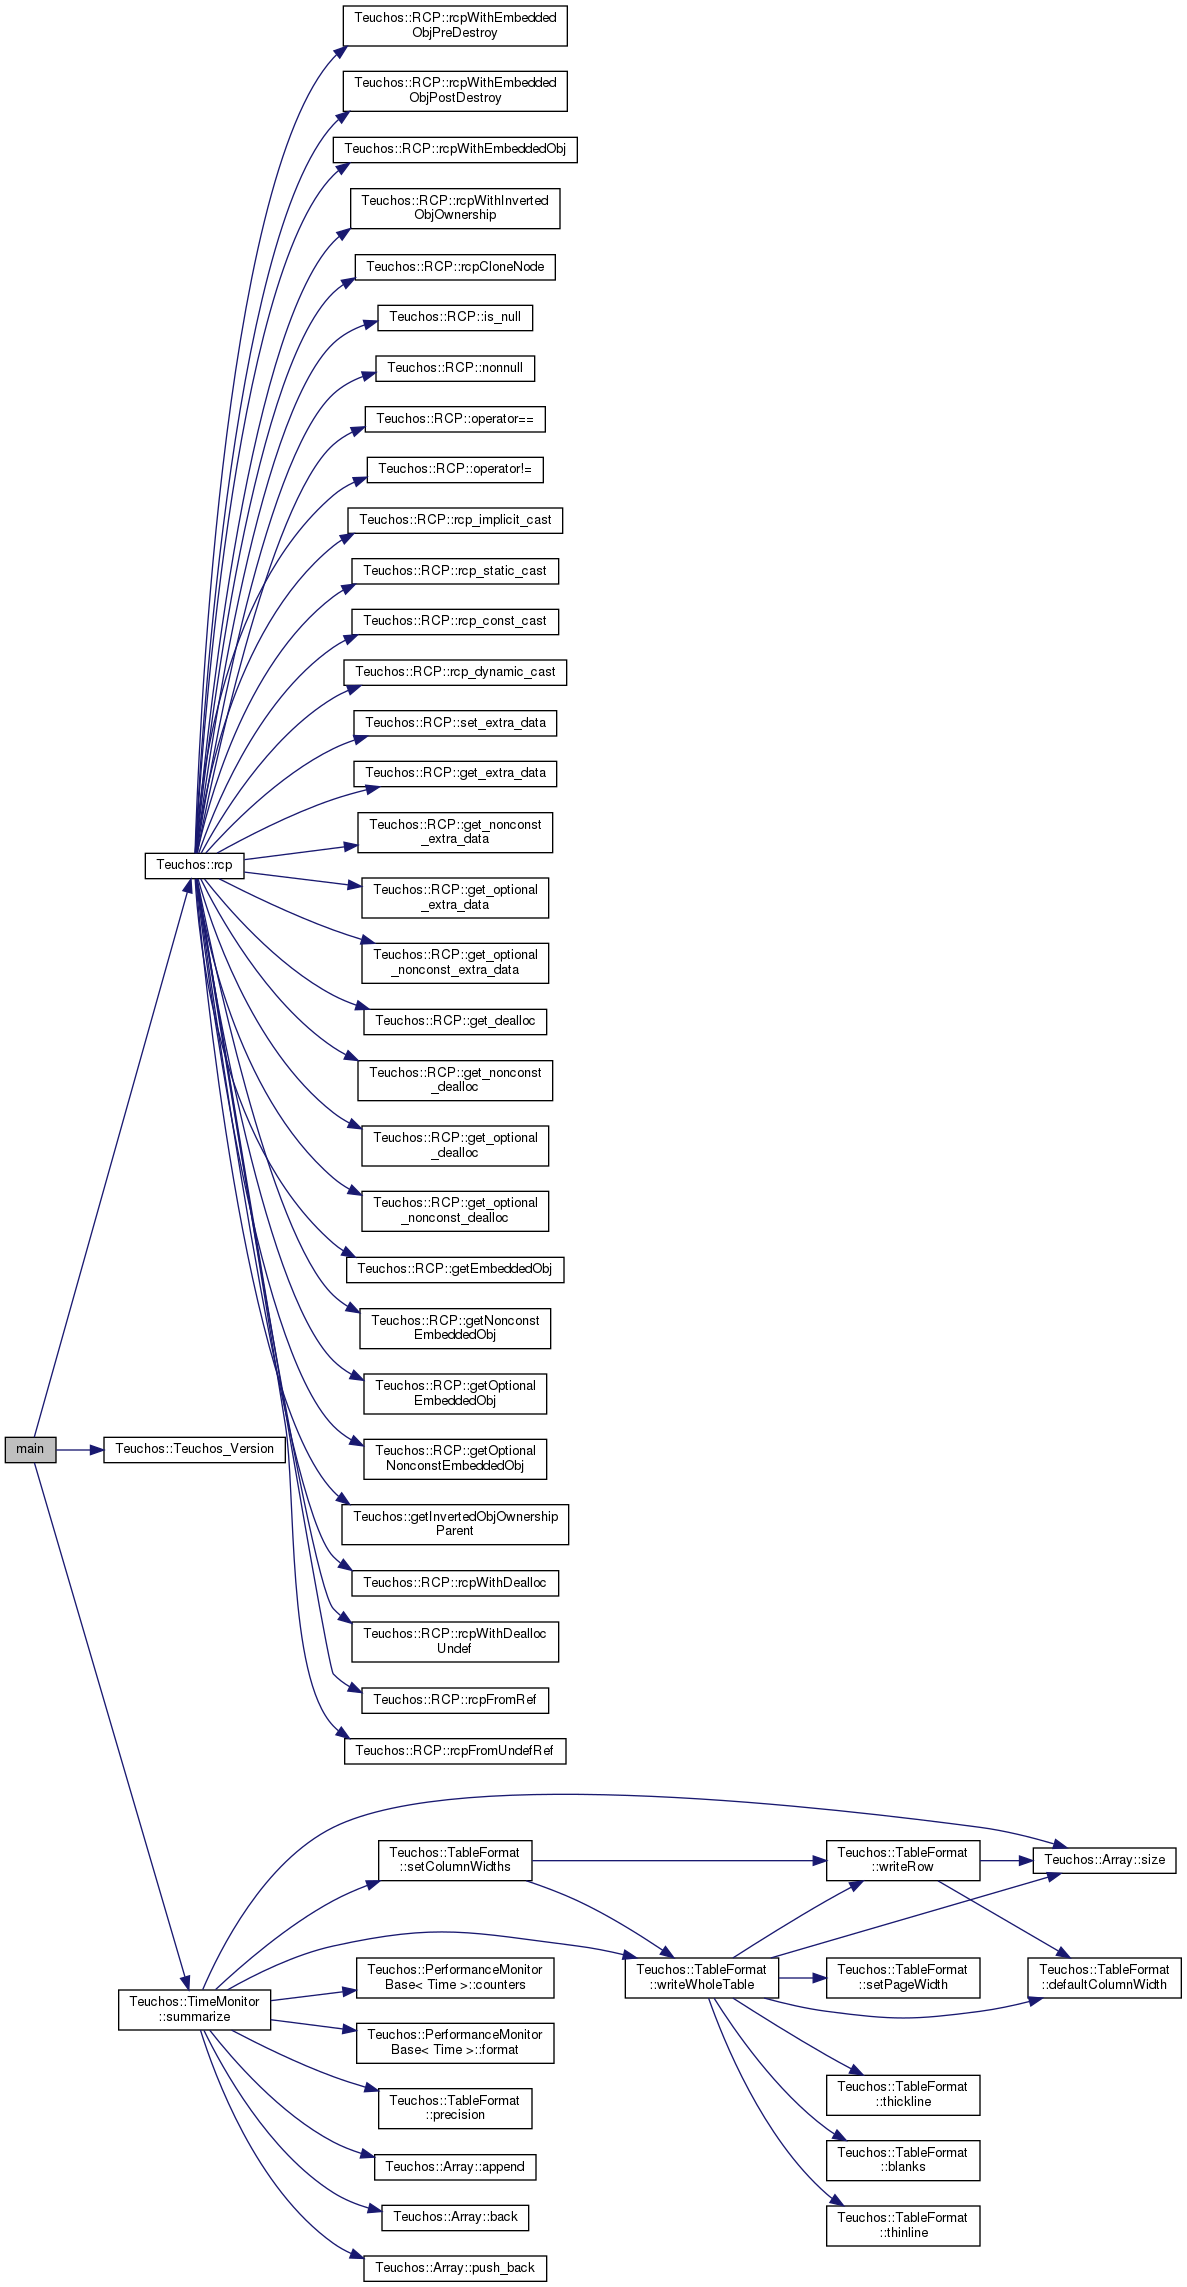 Teuchos::RCP::rcpWithEmbedded
ObjPreDestroy
Teuchos::RCP::rcpWithEmbedded
ObjPostDestroy
Teuchos::RCP::rcpWithEmbeddedObj
Teuchos::RCP::rcpWithInverted
ObjOwnership
Teuchos::RCP::rcpCloneNode
Teuchos::RCP::is_null
Teuchos::RCP::nonnull
Teuchos::RCP::operator==
Teuchos::RCP::operator!=
Teuchos::RCP::rcp_implicit_cast
Teuchos::RCP::rcp_static_cast
Teuchos::RCP::rcp_const_cast
Teuchos::RCP::rcp_dynamic_cast
Teuchos::RCP::set_extra_data
Teuchos::RCP::get_extra_data
Teuchos::RCP::get_nonconst
_extra_data
Teuchos::rcp
Teuchos::RCP::get_optional
_extra_data
Teuchos::RCP::get_optional
_nonconst_extra_data
Teuchos::RCP::get_dealloc
Teuchos::RCP::get_nonconst
_dealloc
Teuchos::RCP::get_optional
_dealloc
Teuchos::RCP::get_optional
_nonconst_dealloc
Teuchos::RCP::getEmbeddedObj
Teuchos::RCP::getNonconst
EmbeddedObj
Teuchos::RCP::getOptional
EmbeddedObj
main
Teuchos::Teuchos_Version
Teuchos::RCP::getOptional
NonconstEmbeddedObj
Teuchos::getInvertedObjOwnership
Parent
Teuchos::RCP::rcpWithDealloc
Teuchos::RCP::rcpWithDealloc
Undef
Teuchos::RCP::rcpFromRef
Teuchos::RCP::rcpFromUndefRef
Teuchos::TableFormat
::setColumnWidths
Teuchos::TableFormat
::writeRow
Teuchos::Array::size
Teuchos::PerformanceMonitor
Base< Time >::counters
Teuchos::TableFormat
::writeWholeTable
Teuchos::TableFormat
::setPageWidth
Teuchos::TableFormat
::defaultColumnWidth
Teuchos::TimeMonitor
::summarize
Teuchos::PerformanceMonitor
Base< Time >::format
Teuchos::TableFormat
::precision
Teuchos::TableFormat
::thickline
Teuchos::Array::append
Teuchos::TableFormat
::blanks
Teuchos::Array::back
Teuchos::TableFormat
::thinline
Teuchos::Array::push_back